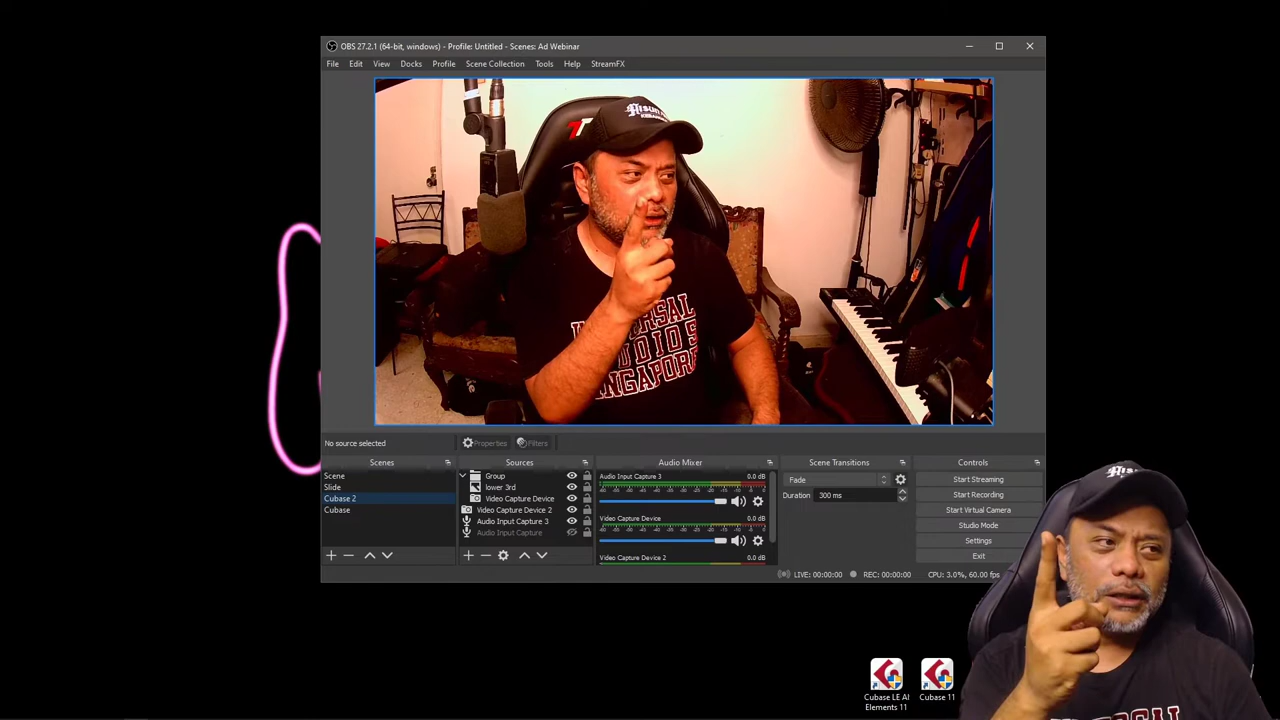 OBS 27.2.1 (64-bit, windows) - Profile: Untitled - Scenes: Ad Webinar
File Edit View Docks Profile Scene Collection Tools Help StreamFX
UNIVERSAL
AUDIO S
SINGAPORE
No source selected
Properties
Filters
Scenes
Scene
Slide
Cubase 2
Cubase
Sources
Group
lower 3rd
Video Capture Device
Video Capture Device 2
Audio Input Capture 3
Audio Input Capture
Audio Mixer
Audio Input Capture 3 0.0 dB
Video Capture Device 0.0 dB
Video Capture Device 2 0.0 dB
Scene Transitions
Fade
Duration 300 ms
Controls
Start Streaming
Start Recording
Start Virtual Camera
Studio Mode
Settings
Exit
LIVE: 00:00:00 REC: 00:00:00 CPU: 3.0%, 60.00 fps
Cubase LE AI
Elements 11
Cubase 11